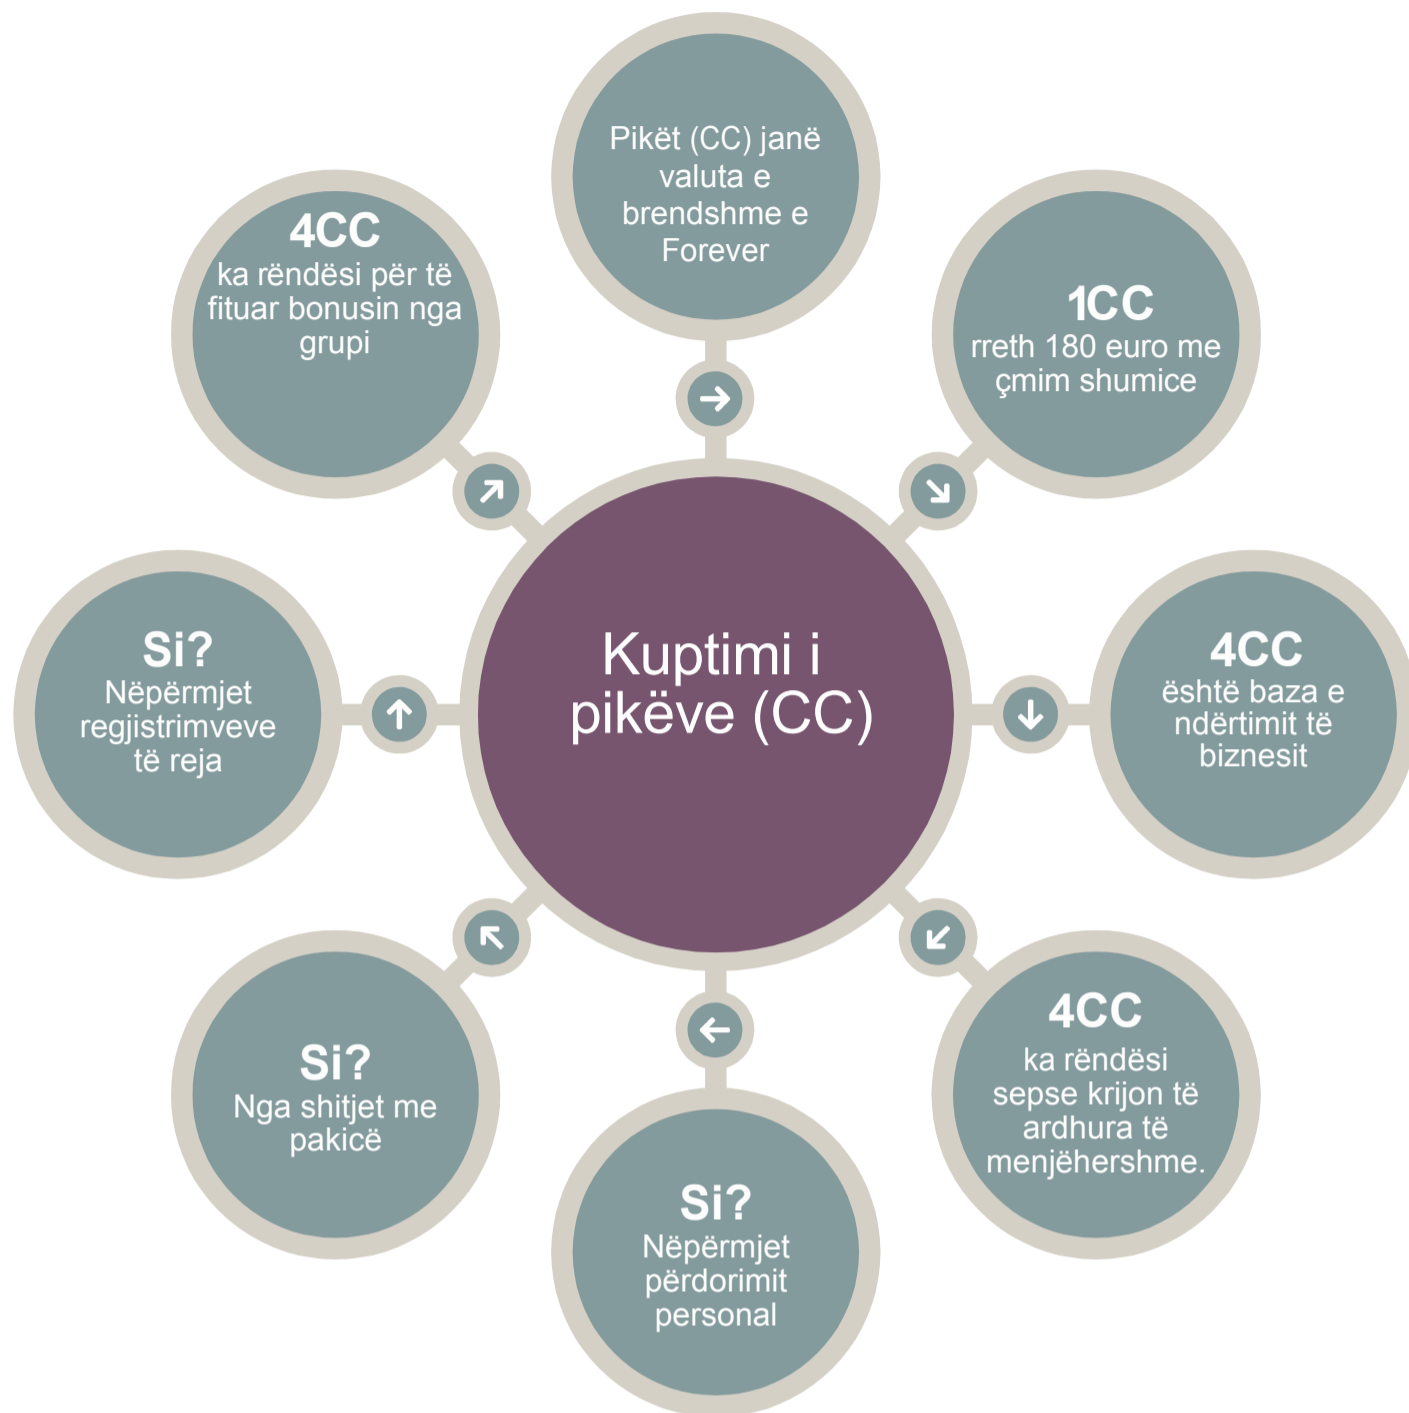 Pikët (CC) janë
valuta e
brendshme e
Forever
1CC
rreth 180 euro me
çmim shumice
4CC
është baza e
ndërtimit të
biznesit
4CC
ka rëndësi
sepse krijon të
ardhura të
menjëhershme.
Si?
Nëpërmjet
përdorimit
personal
Si?
Nga shitjet me
pakicë
Si?
Nëpërmjet
regjistrimveve
të reja
4CC
ka rëndësi për të
fituar bonusin nga
grupi
Kuptimi i
pikëve (CC)